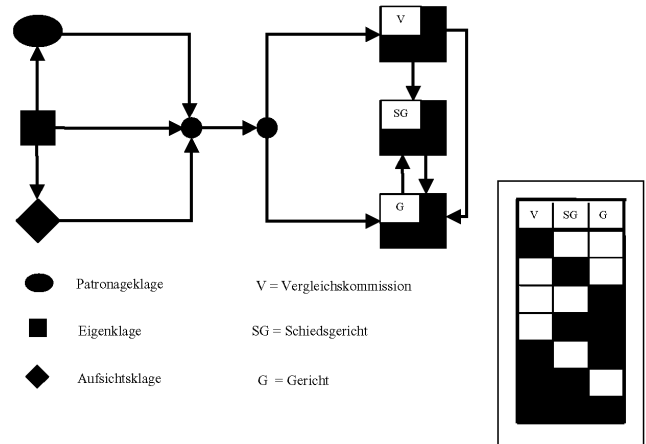 V
SG
G
V SG G
Patronageklage V = Vergleichskommission
Eigenklage SG = Schiedsgericht
Aufsichtsklage G = Gericht